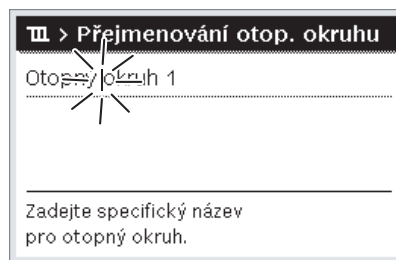 > Přejmenování otop. okruhu
Otopný okruh 1
Zadejte specifický název
pro otopný okruh.